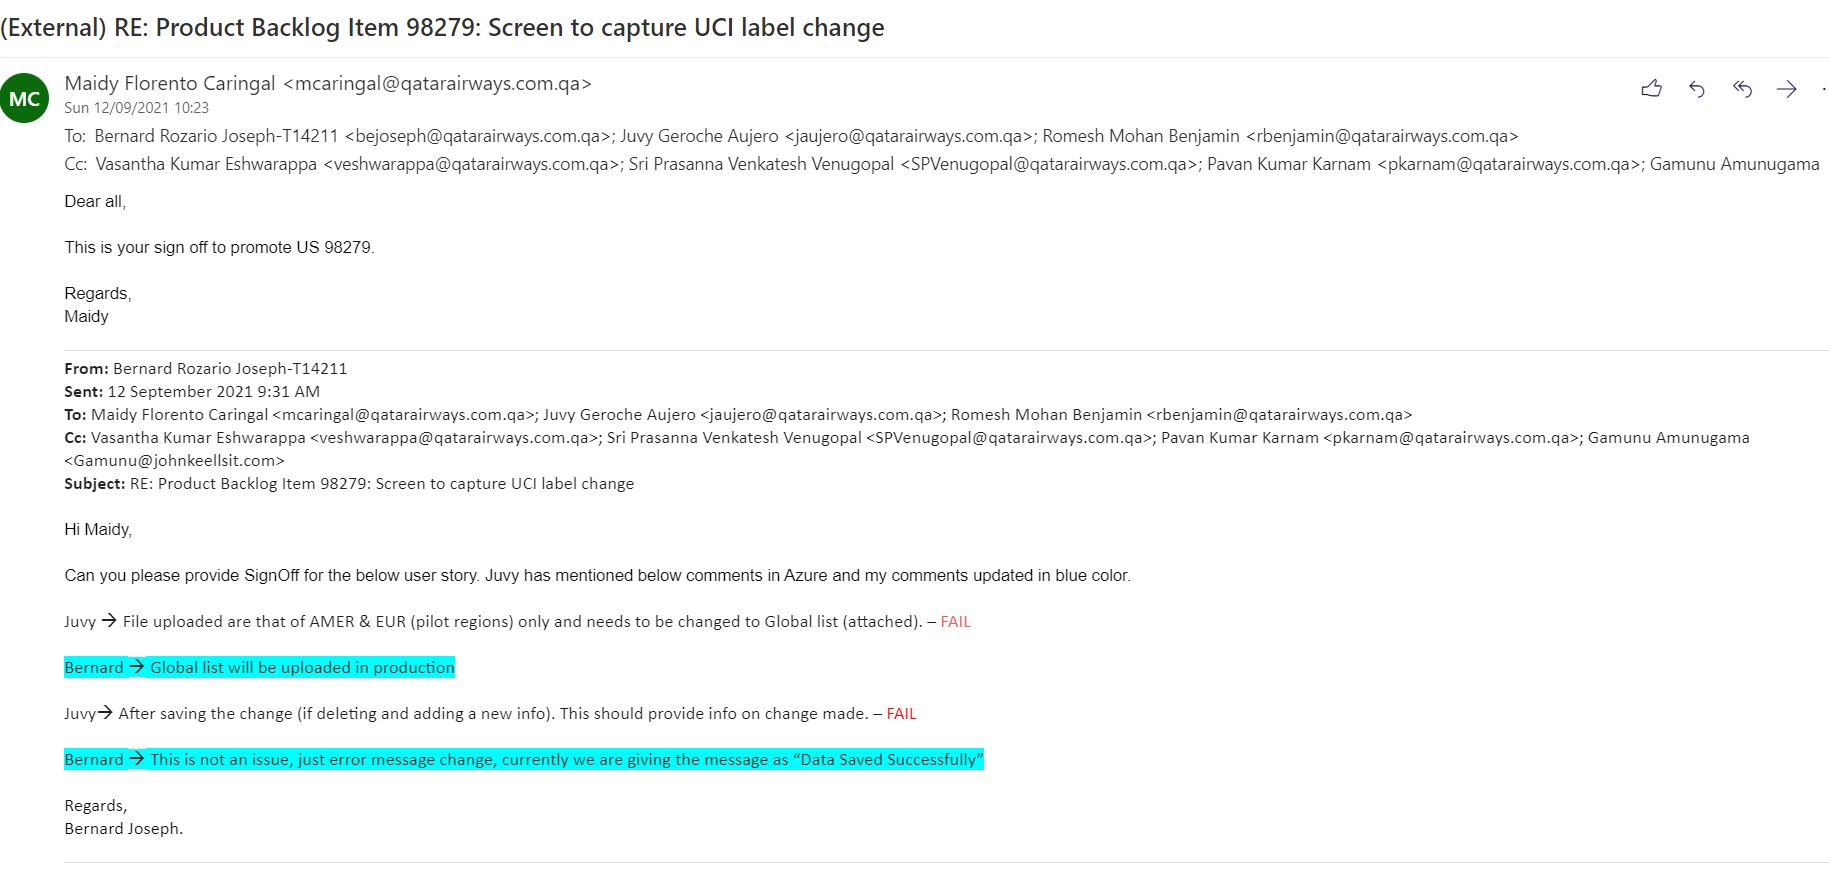 (External) RE: Product Backlog Item 98279: Screen to capture UCI label change
MC
Maidy Florento Caringal <mcaringal@qatarairways.com.qa>
Sun 12/09/2021 10:23
To: Bernard Rozario Joseph-T14211 <bejoseph@qatarairways.com.qa>; Juvy Geroche Aujero <jaujero@qatarairways.com.qa>; Romesh Mohan Benjamin <rbenjamin@qatarairways.com.qa>
Cc: Vasantha Kumar Eshwarappa <veshwarappa@qatarairways.com.qa>; Sri Prasanna Venkatesh Venugopal <SPVenugopal@qatarairways.com.qa>; Pavan Kumar Karnam <pkarnam@qatarairways.com.qa>; Gamunu Amunugama
Dear all,
This is your sign off to promote US 98279.
Regards,
Maidy
From: Bernard Rozario Joseph-T14211
Sent: 12 September 2021 9:31 AM
To: Maidy Florento Caringal <mcaringal@qatarairways.com.qa>; Juvy Geroche Aujero <jaujero@qatarairways.com.qa>; Romesh Mohan Benjamin <rbenjamin@qatarairways.com.qa>
Cc: Vasantha Kumar Eshwarappa <veshwarappa@qatarairways.com.qa>; Sri Prasanna Venkatesh Venugopal <SPVenugopal@qatarairways.com.qa>; Pavan Kumar Karnam <pkarnam@qatarairways.com.qa>; Gamunu Amunugama
<Gamunu@johnkeellsit.com>
Subject: RE: Product Backlog Item 98279: Screen to capture UCI label change
Hi Maidy,
Can you please provide SignOff for the below user story. Juvy has mentioned below comments in Azure and my comments updated in blue color.
Juvy → File uploaded are that of AMER & EUR (pilot regions) only and needs to be changed to Global list (attached). – FAIL
Bernard → Global list will be uploaded in production
Juvy→ After saving the change (if deleting and adding a new info). This should provide info on change made. – FAIL
Bernard → This is not an issue, just error message change, currently we are giving the message as “Data Saved Successfully”
Regards,
Bernard Joseph.